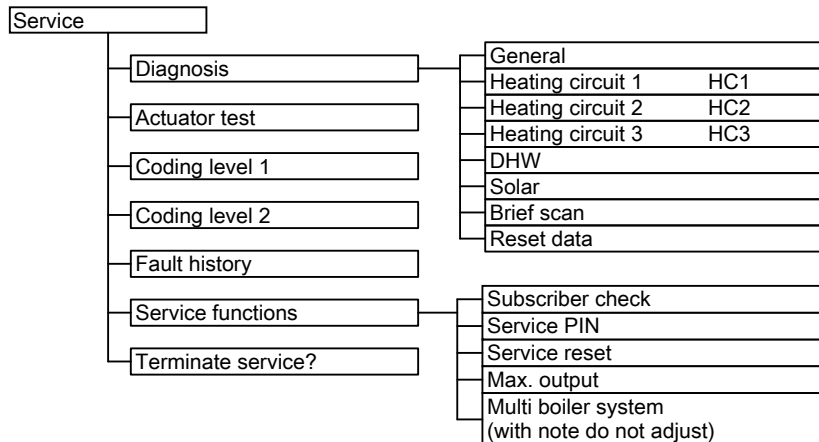 Service
Diagnosis
General
Heating circuit 1 HC1
Heating circuit 2 HC2
Heating circuit 3 HC3
DHW
Solar
Brief scan
Reset data
Actuator test
Coding level 1
Coding level 2
Fault history
Service functions
Subscriber check
Service PIN
Service reset
Max. output
Multi boiler system
(with note do not adjust)
Terminate service?